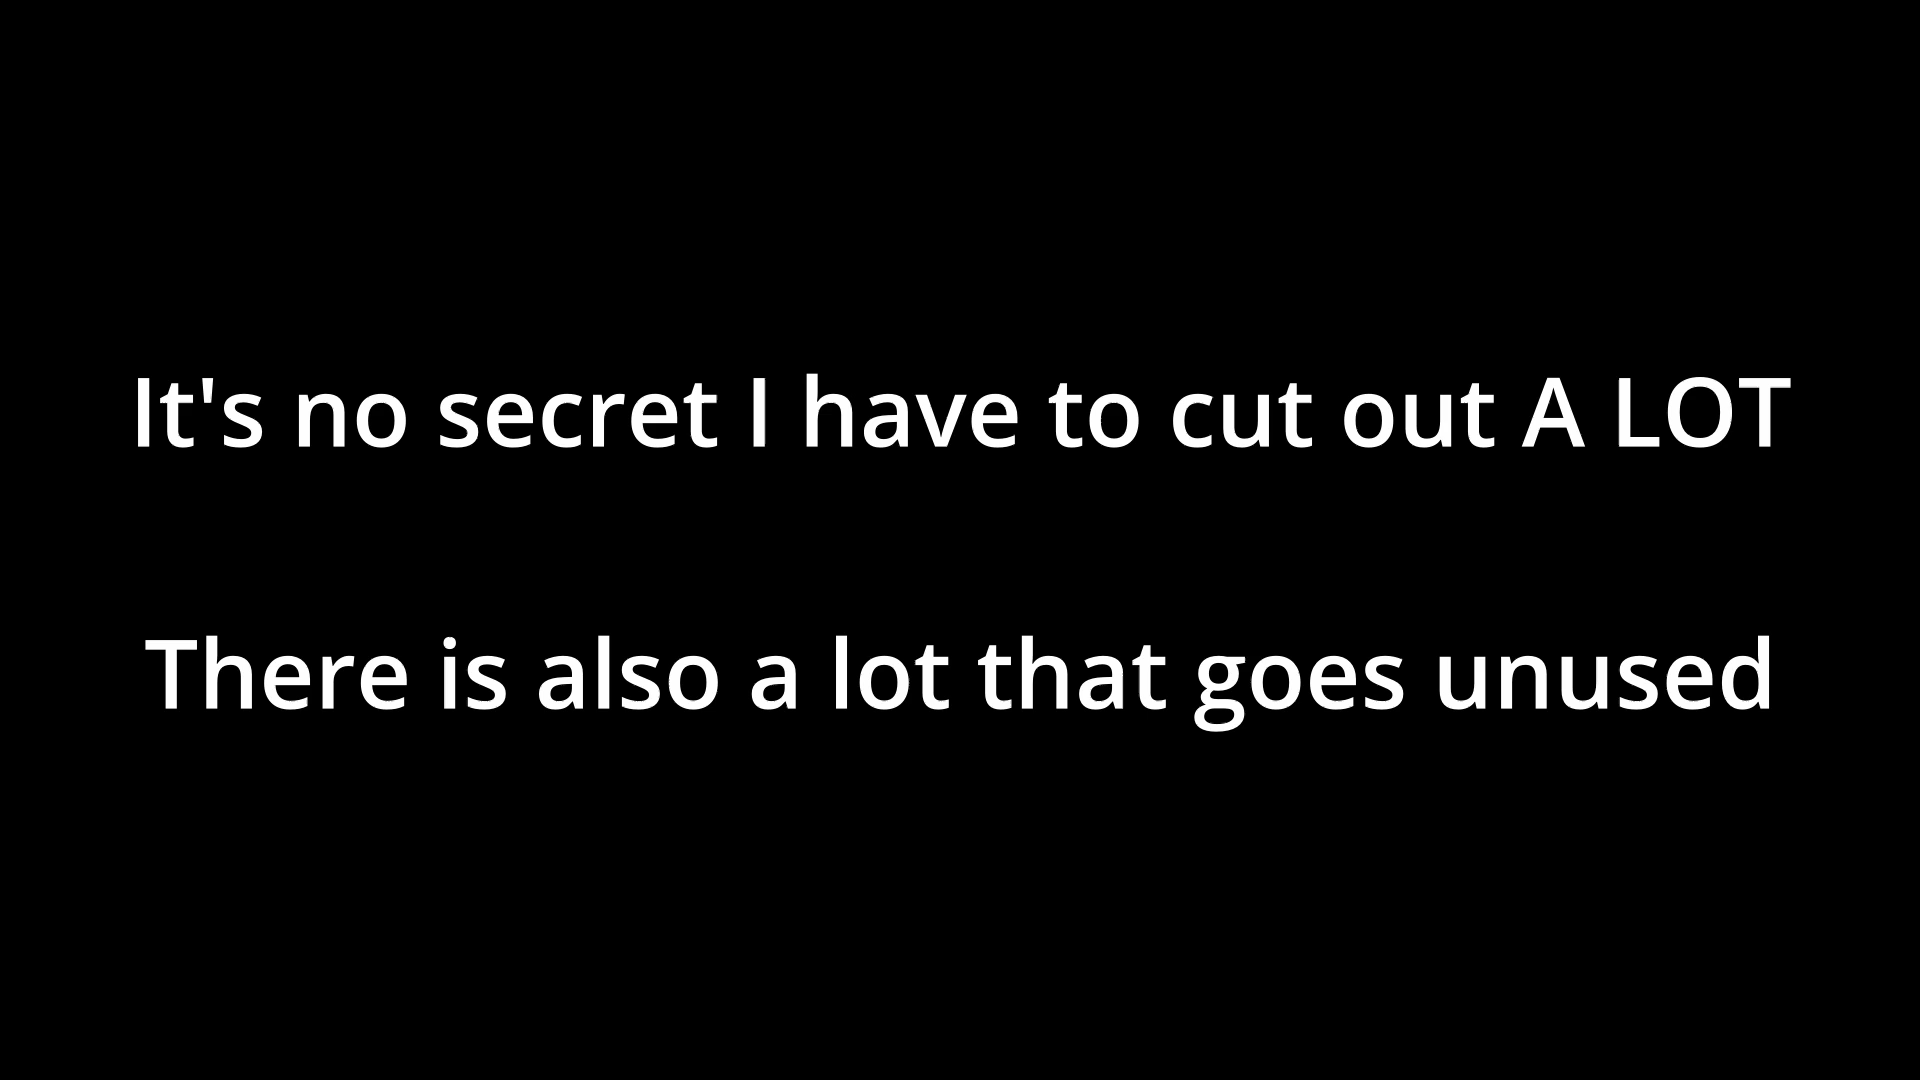 It's no secret I have to cut out A LOT
There is also a lot that goes unused